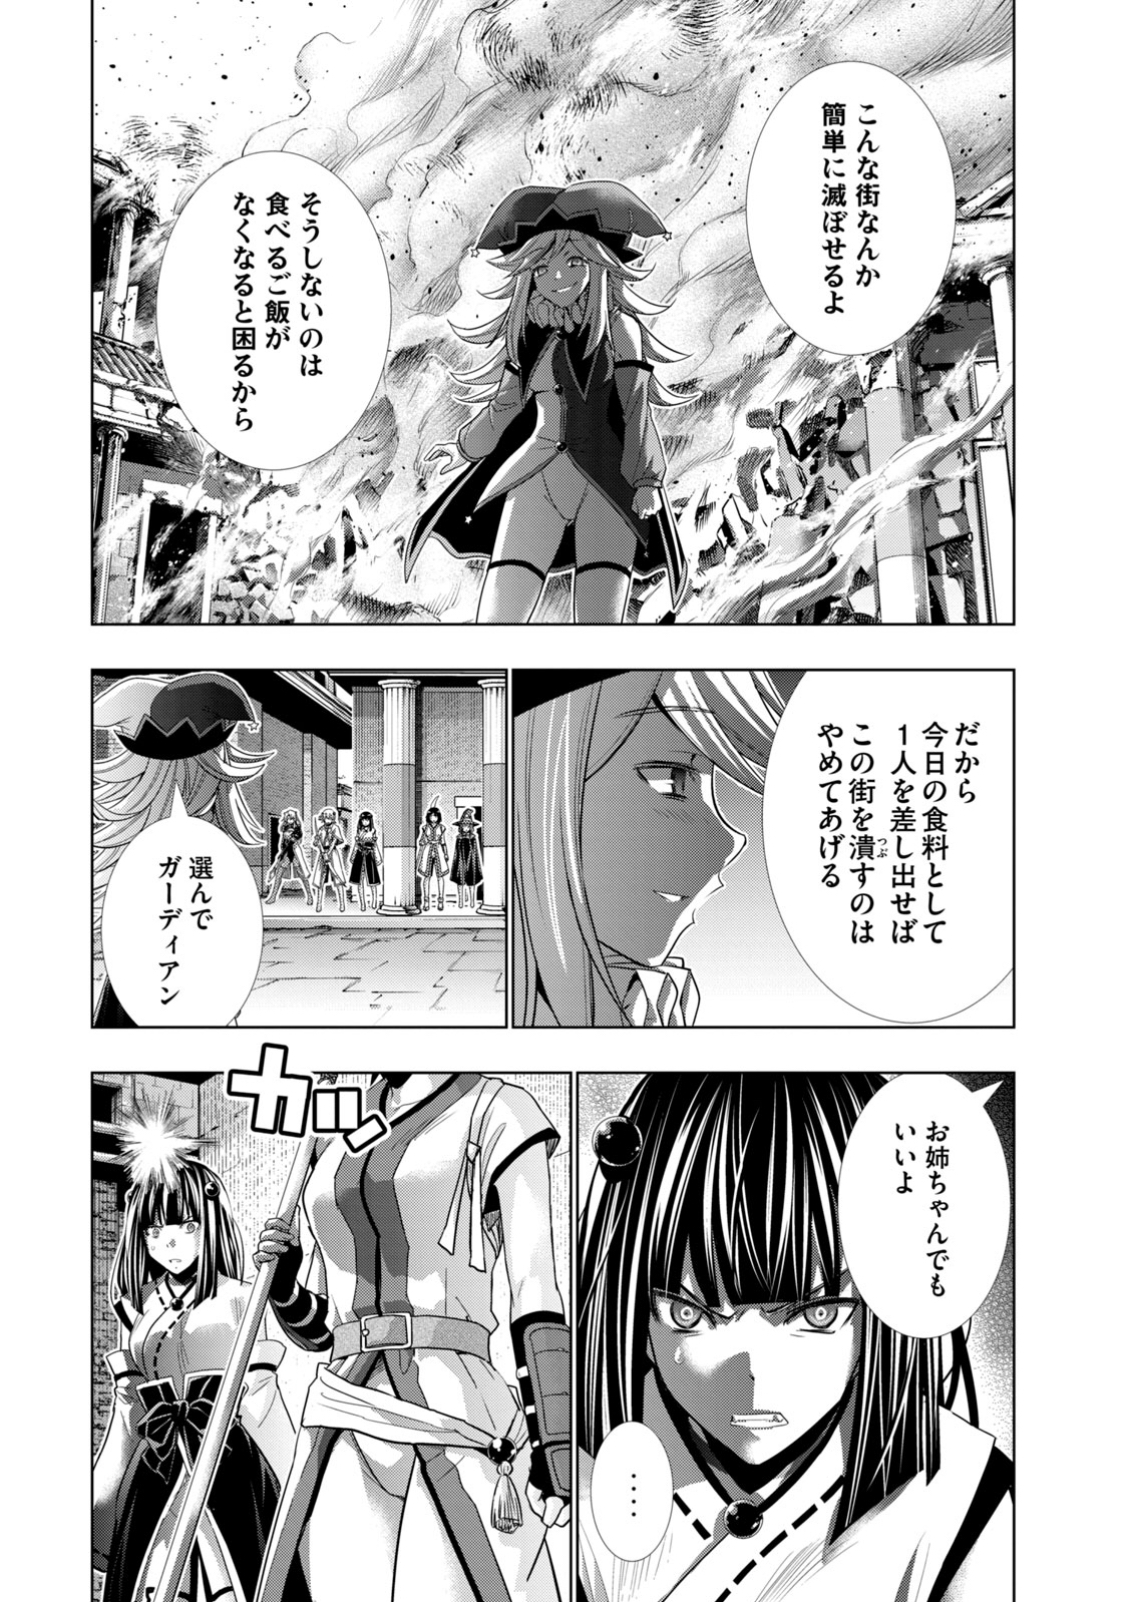 こんな街なんか
簡単に滅ぼせるよ
そうしないのは
食べるご飯が
なくなると困るから
だから
今日の食料として
1人を差し出せば
この街を潰すのは
つぶ
やめてあげる
選んで
ガーディアン
お姉ちゃんでも
いいよ
‥‥
ガッ